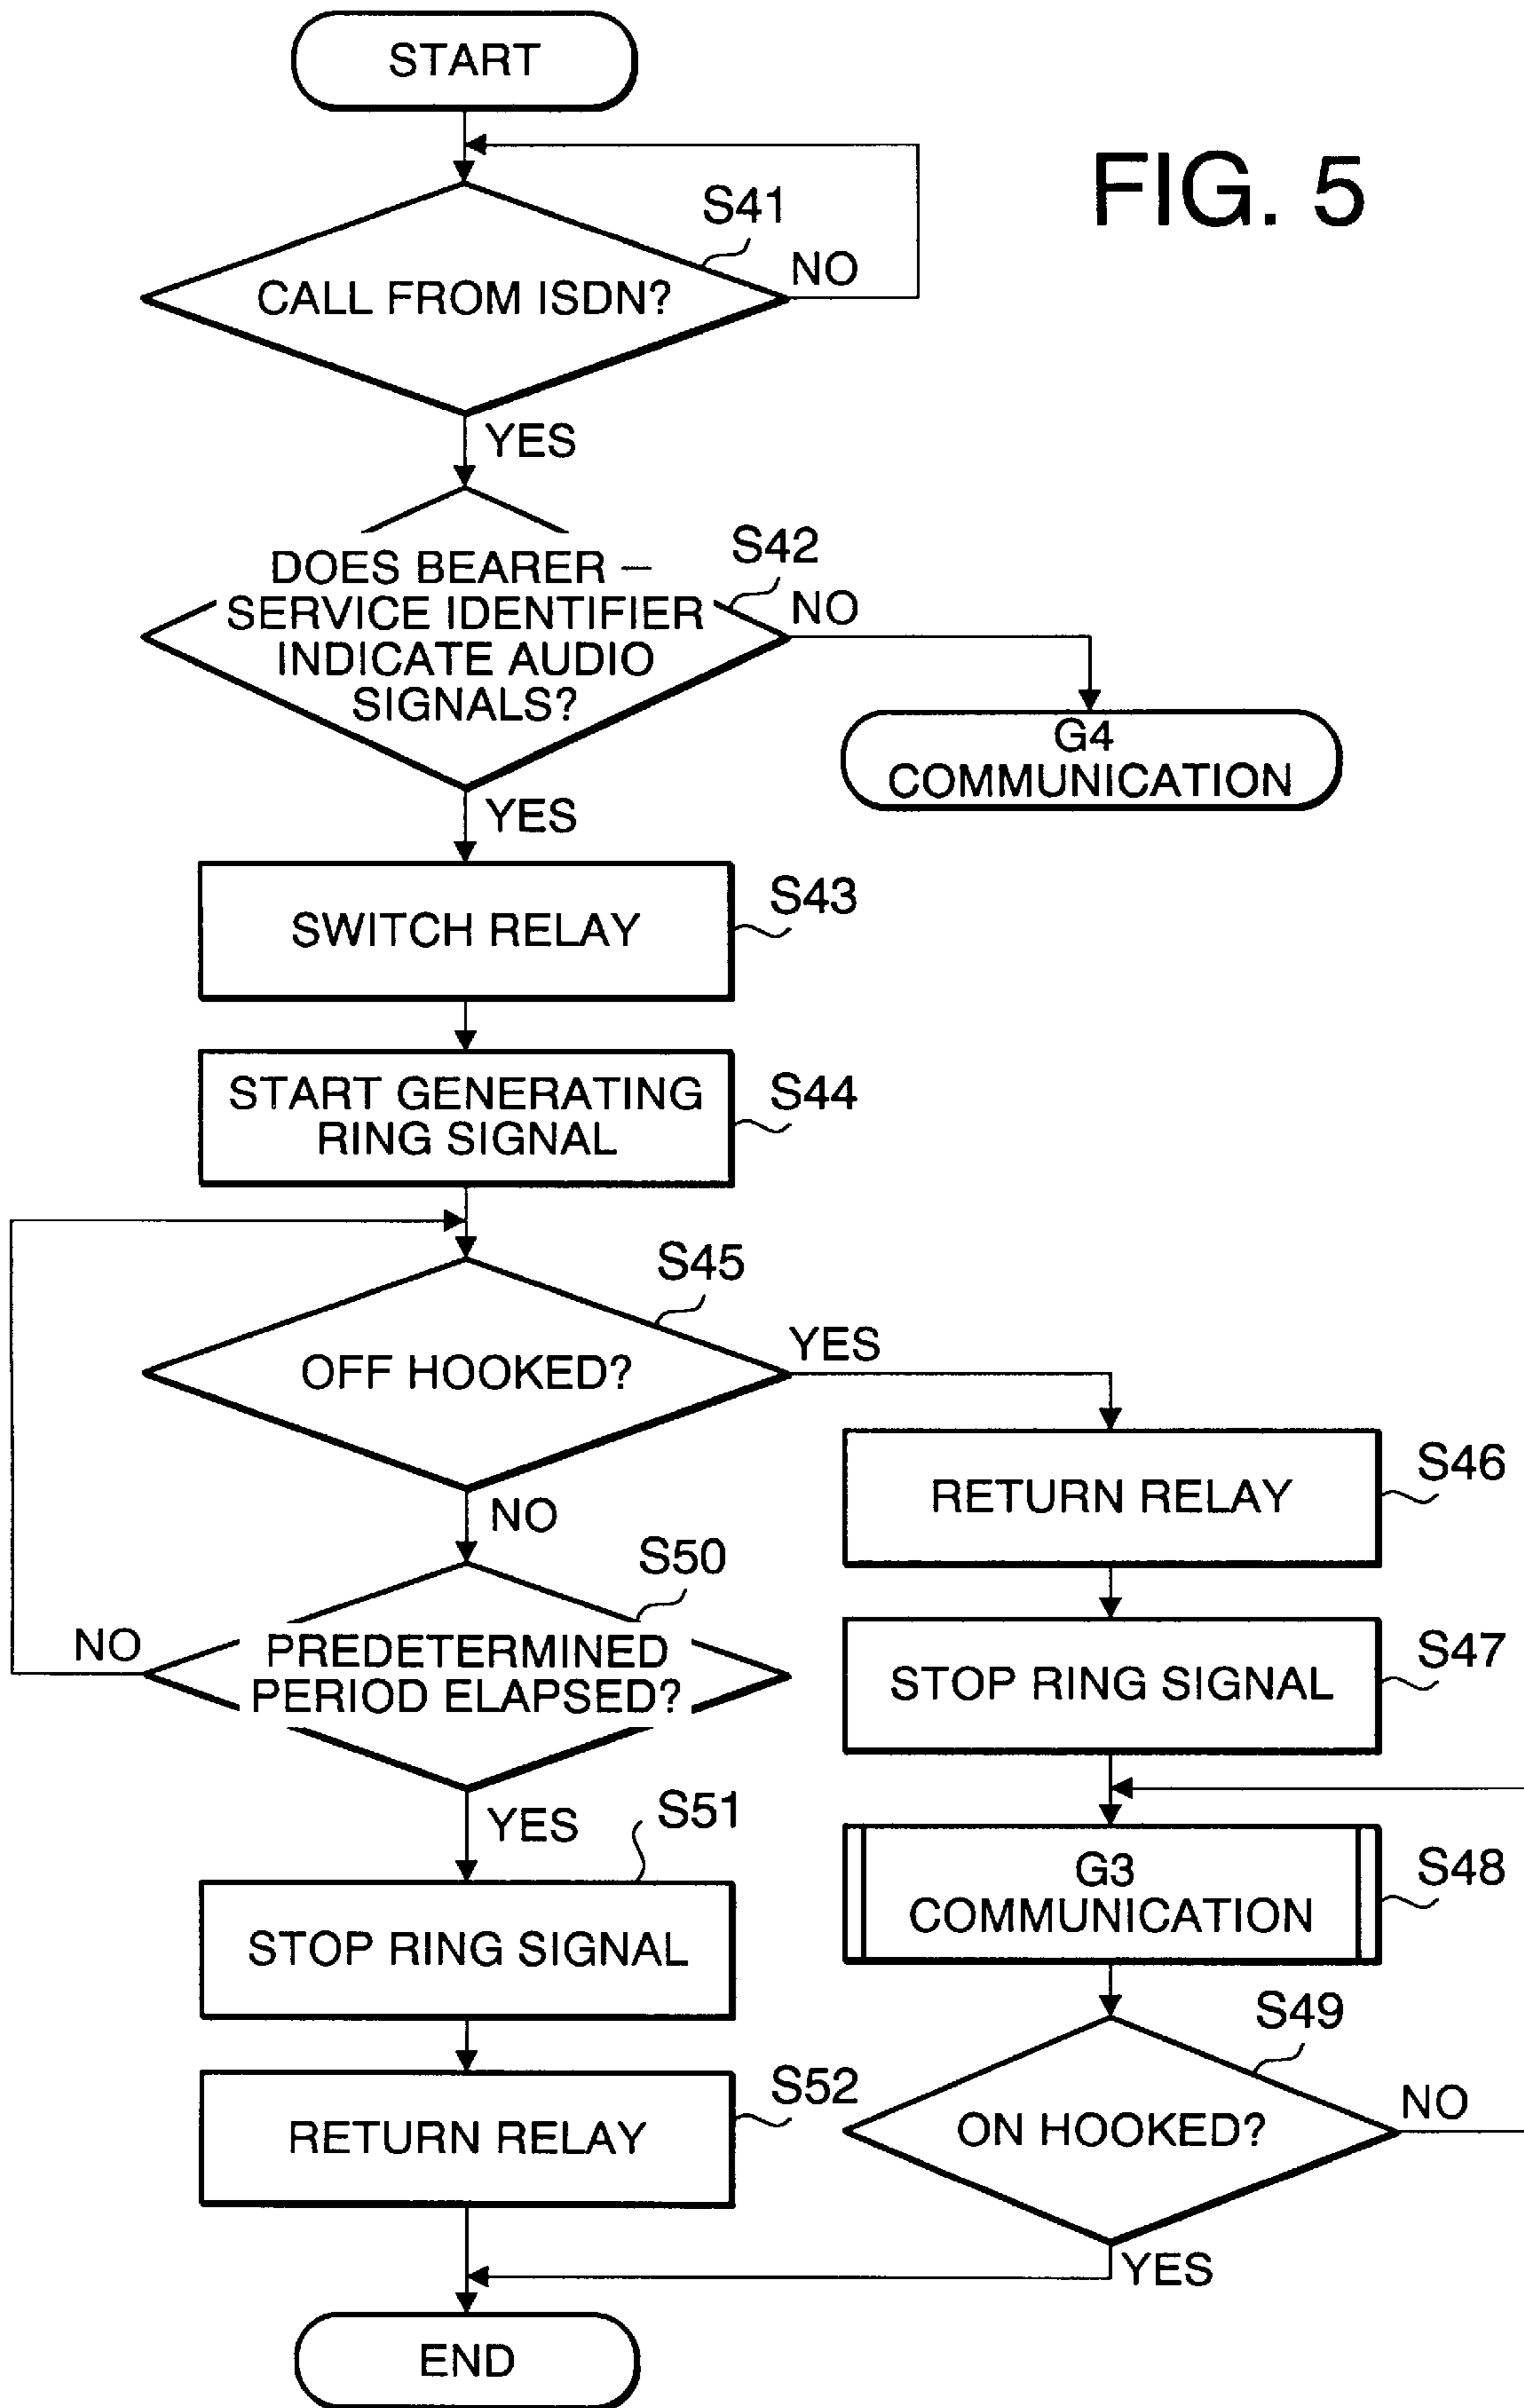 START
FIG. 5
S41
CALL FROM ISDN?
NO
YES
S42
DOES BEARER –
SERVICE IDENTIFIER
INDICATE AUDIO
SIGNALS?
NO
G4
COMMUNICATION
YES
SWITCH RELAY
S43
START GENERATING
RING SIGNAL
S44
S45
OFF HOOKED?
YES
RETURN RELAY
S46
NO
S50
NO
PREDETERMINED
PERIOD ELAPSED?
STOP RING SIGNAL
S47
YES
S51
G3
COMMUNICATION
S48
STOP RING SIGNAL
S49
ON HOOKED?
NO
RETURN RELAY
S52
YES
END